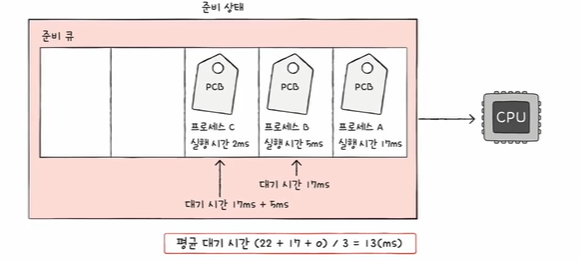 준비 상태
준비 큐
PCB
PCB
PCB
CPU
프로세스 C
실행 시간 2ms
프로세스 B
실행 시간 5ms
프로세스 A
실행 시간 17ms
대기 시간 17ms
대기 시간 17ms + 5ms
평균 대기 시간 (22 + 17 + 0) / 3 = 13(ms)